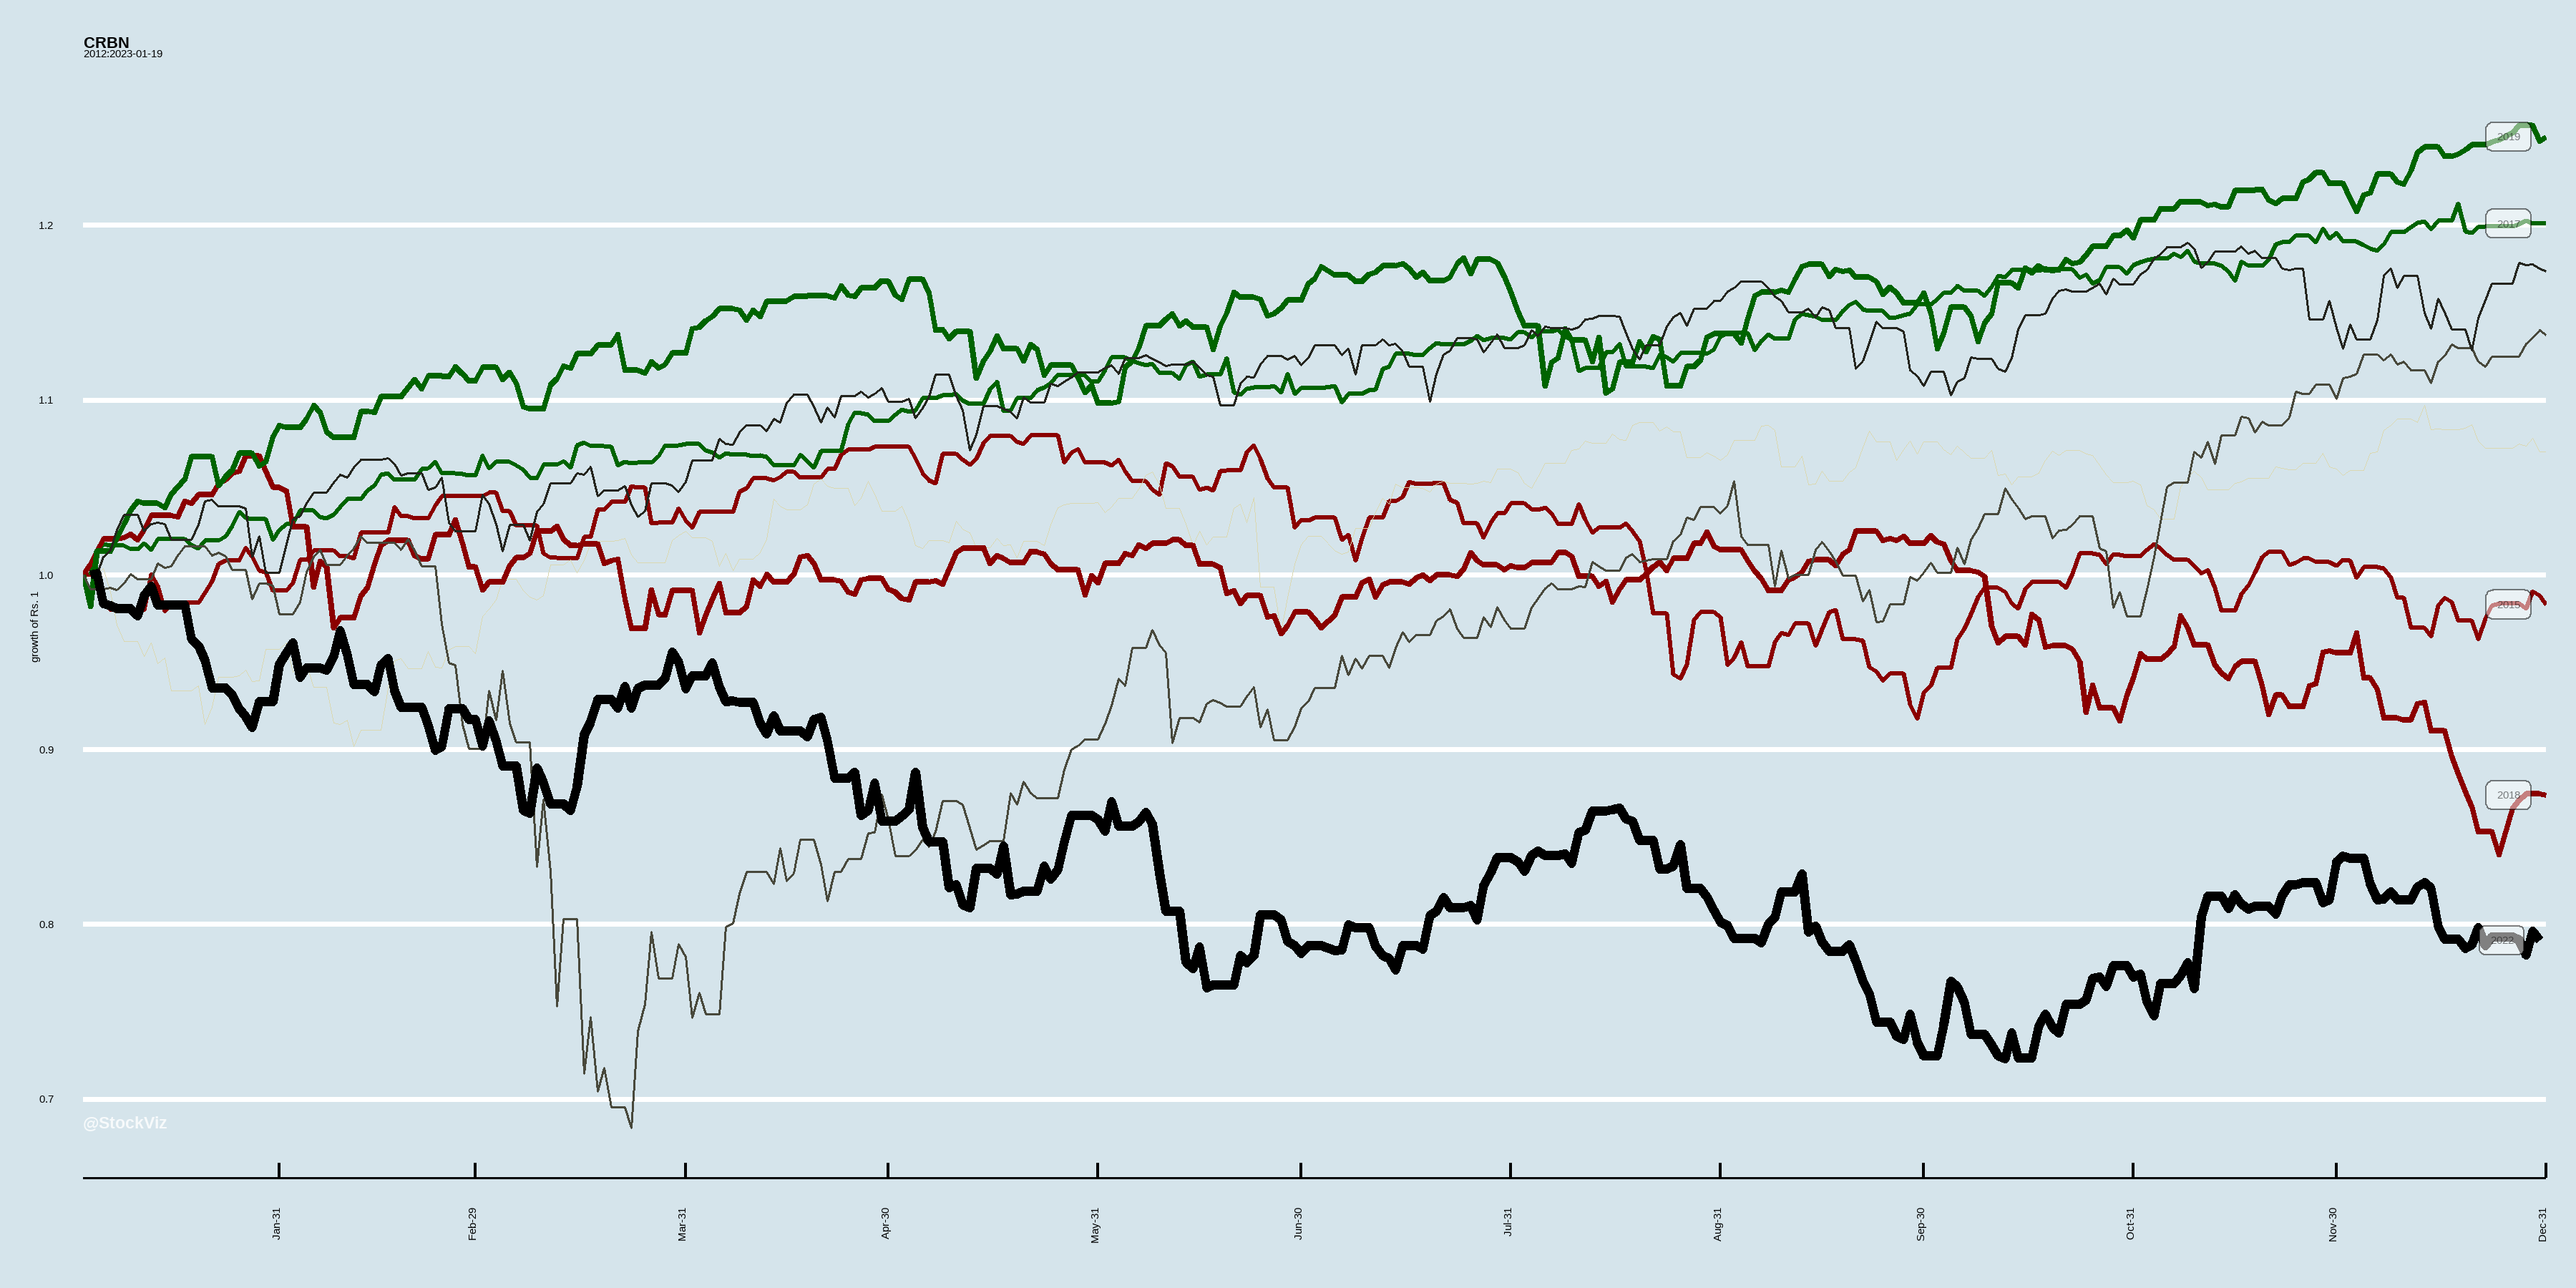 CRBN
2012:2023-01-19
2019
1.2
2017
1.1
1.0
2015
growth of Rs. 1
0.9
2018
0.8
2022
0.7
@StockViz
Jan-31
Feb-29
Mar-31
Apr-30
May-31
Jun-30
Jul-31
Aug-31
Sep-30
Oct-31
Nov-30
Dec-31